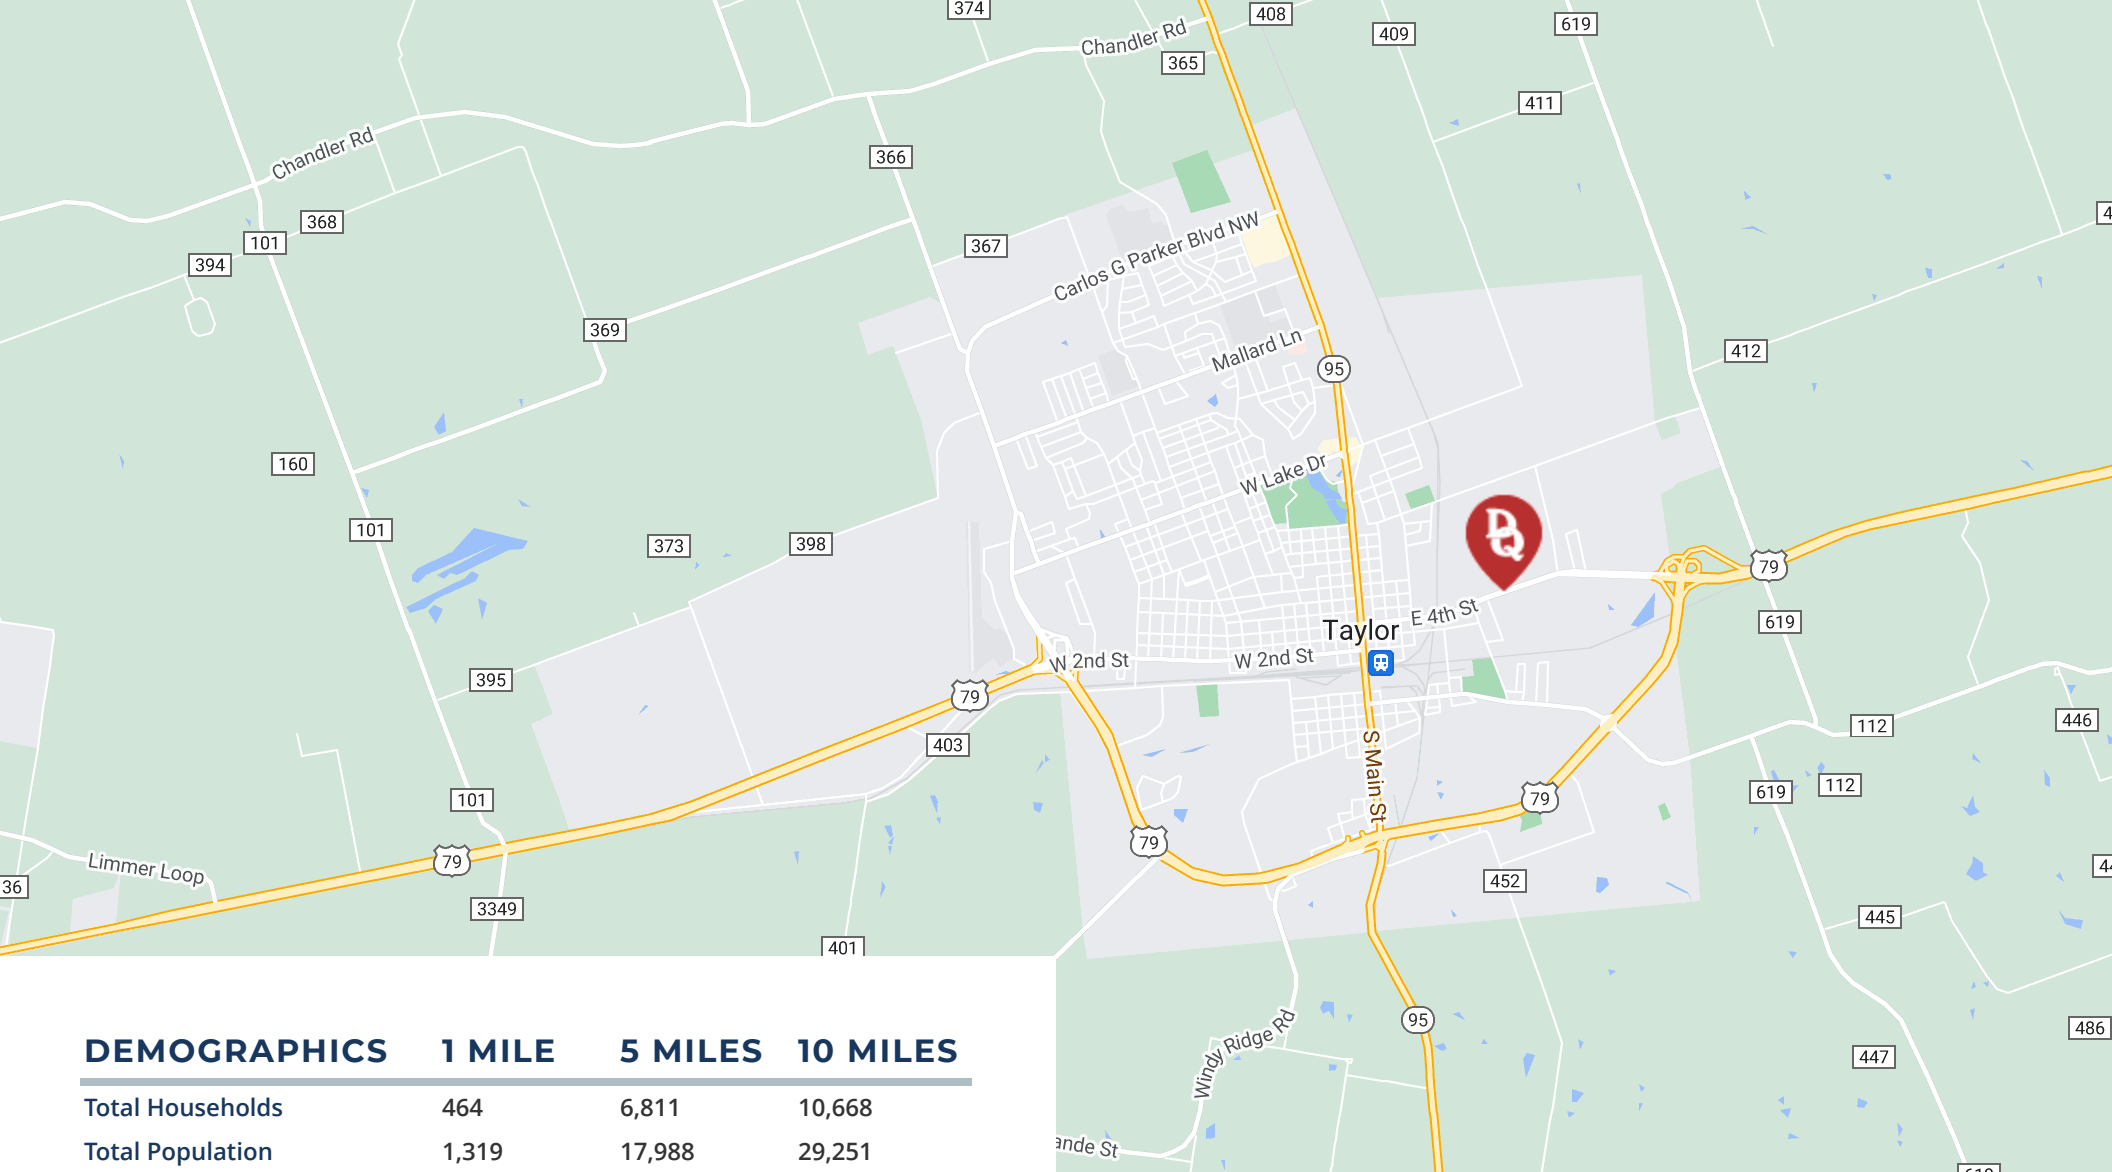 374
408
409
619
Chandler Rd
365
411
Chandler Rd
366
368
101
394
367
Carlos G Parker Blvd NW
369
Mallard Ln
412
95
160
W Lake Dr
101
373
398
DQ
79
E 4th St
619
Taylor
W 2nd St
W 2nd St
395
79
403
112
446
S Main St
101
79
619
112
79
79
Limmer Loop
36
452
3349
445
401
95
486
Windy Ridge Rd
447
ande St
DEMOGRAPHICS 1 MILE 5 MILES 10 MILES
Total Households 464 6,811 10,668
Total Population 1,319 17,988 29,251